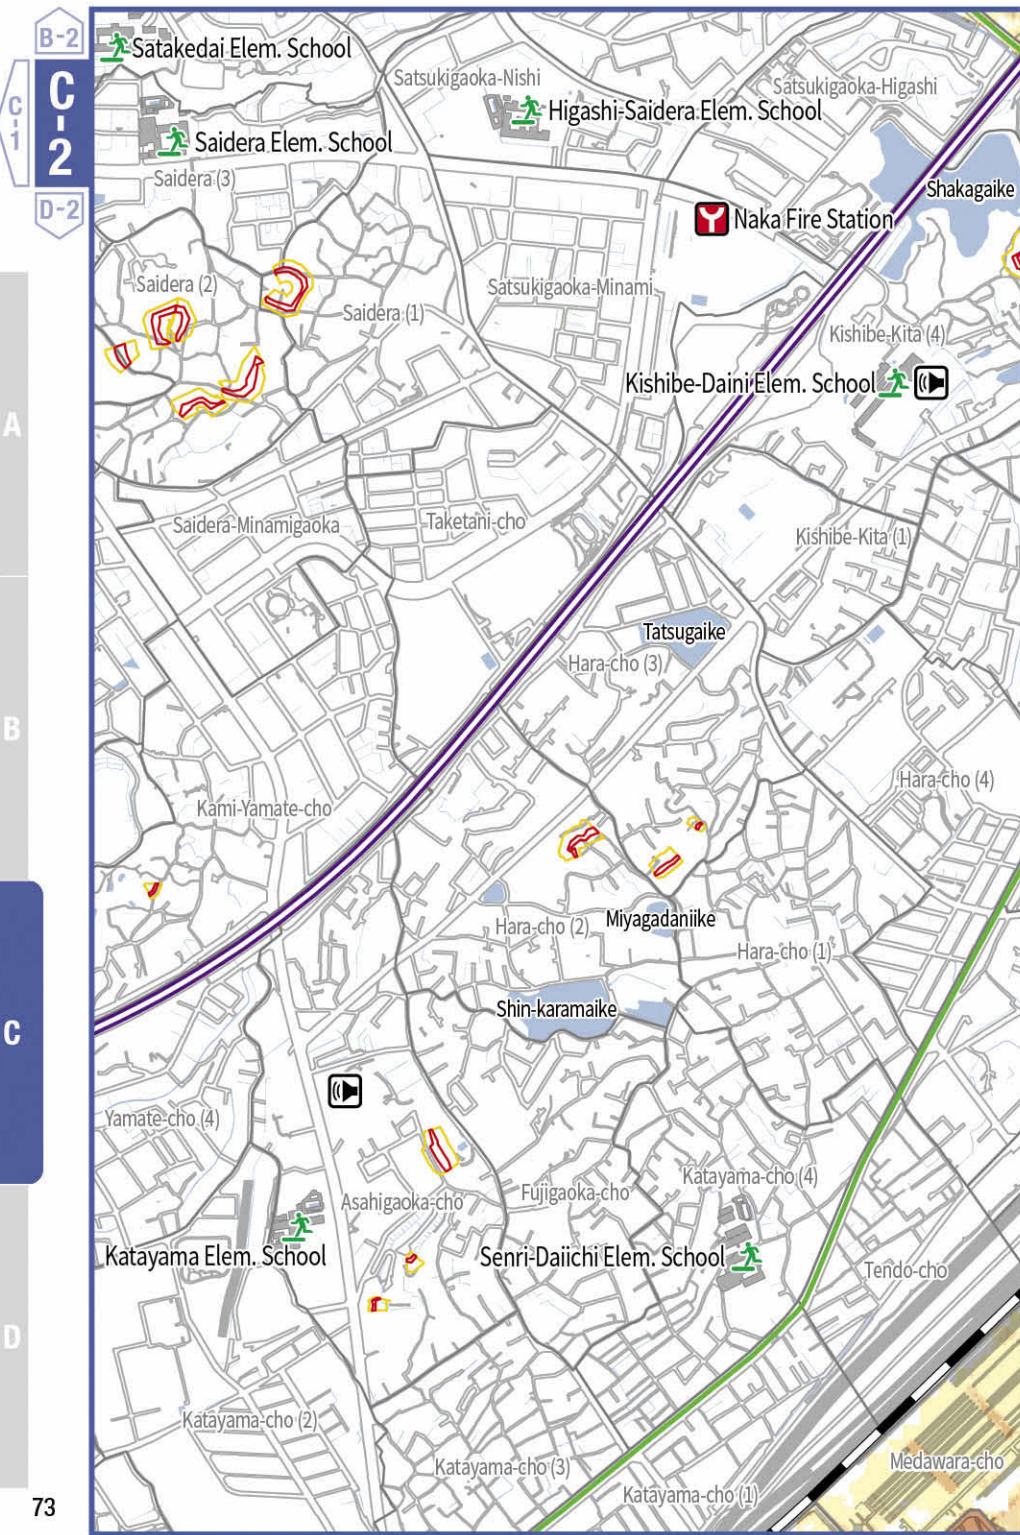 B-2
C-2
C-1
D-2
Satakedai Elem. School
Satsukigaoka-Nishi
Satsukigaoka-Higashi
Higashi-Saidera Elem. School
Saidera Elem. School
Saidera (3)
Shakagaike
Naka Fire Station
Saidera (2)
Satsukigaoka-Minami
Saidera (1)
Kishibe-Kita (4)
Kishibe-Daini Elem. School
A
Saidera-Minamigaoka
Taketani-cho
Kishibe-Kita (1)
Tatsugaike
Hara-cho (3)
B
Hara-cho (4)
Kami-Yamate-cho
Miyagadaniike
Hara-cho (2)
Hara-cho (1)
Shin-karamaike
C
Yamate-cho (4)
Katayama-cho (4)
Fujigaoka-cho
Asahigaoka-cho
Katayama Elem. School
Senri-Daiichi Elem. School
Tendo-cho
D
Katayama-cho (2)
Medawara-cho
Katayama-cho (3)
Katayama-cho (1)
73